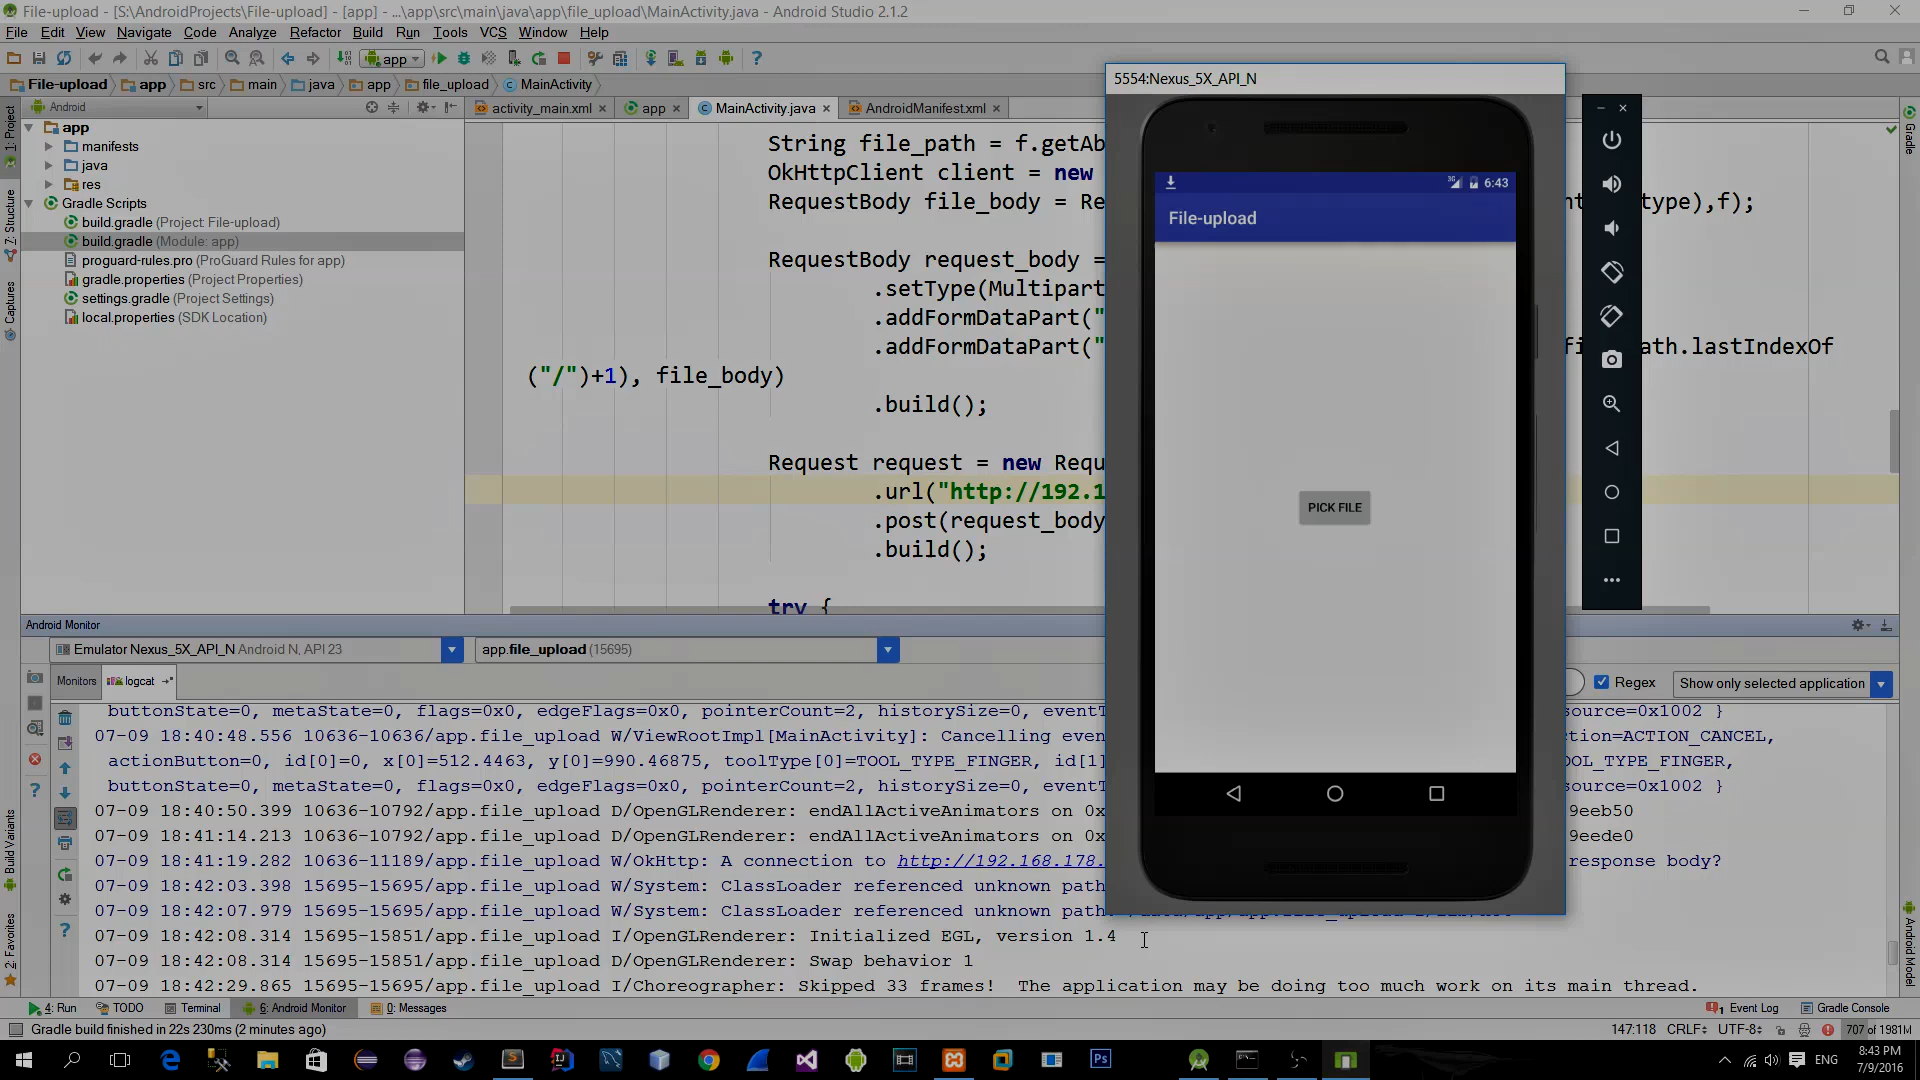 File-upload - [S:\AndroidProjects\File-upload] - [app] - ...\app\src\main\java\app\file_upload\MainActivity.java - Android Studio 2.1.2
File Edit View Navigate Code Analyze Refactor Build Run Tools VCS Window Help
app
File-upload app src main java app file_upload MainActivity
5554:Nexus_5X_API_N
Android
activity_main.xml app MainActivity.java AndroidManifest.xml
1: Project
Z: Structure
Captures
Build Variants
2: Favorites
Gradle
Android Model
app
manifests
java
res
Gradle Scripts
build.gradle (Project: File-upload)
build.gradle (Module: app)
proguard-rules.pro (ProGuard Rules for app)
gradle.properties (Project Properties)
settings.gradle (Project Settings)
local.properties (SDK Location)
String file_path = f.getAb
OkHttpClient client = new
RequestBody file_body = Re type),f);
RequestBody request_body =
.setType(Multipart
.addFormDataPart("
.addFormDataPart(" ath.lastIndexOf
("/")+1), file_body)
.build();
Request request = new Requ
.url("http://192.1
.post(request_body
.build();
try {
6:43
File-upload
PICK FILE
Android Monitor
Emulator Nexus_5X_API_N Android N, API 23
app.file_upload (15695)
Monitors logcat
Regex
Show only selected application
buttonState=0, metaState=0, flags=0x0, edgeFlags=0x0, pointerCount=2, historySize=0, eventT source=0x1002 }
07-09 18:40:48.556 10636-10636/app.file_upload W/ViewRootImpl[MainActivity]: Cancelling even ction=ACTION_CANCEL,
actionButton=0, id[0]=0, x[0]=512.4463, y[0]=990.46875, toolType[0]=TOOL_TYPE_FINGER, id[1] OOL_TYPE_FINGER,
buttonState=0, metaState=0, flags=0x0, edgeFlags=0x0, pointerCount=2, historySize=0, eventT source=0x1002 }
07-09 18:40:50.399 10636-10792/app.file_upload D/OpenGLRenderer: endAllActiveAnimators on 0x 9eeb50
07-09 18:41:14.213 10636-10792/app.file_upload D/OpenGLRenderer: endAllActiveAnimators on 0x 9eede0
07-09 18:41:19.282 10636-11189/app.file_upload W/OkHttp: A connection to http://192.168.178. response body?
07-09 18:42:03.398 15695-15695/app.file_upload W/System: ClassLoader referenced unknown path
07-09 18:42:07.979 15695-15695/app.file_upload W/System: ClassLoader referenced unknown path:
07-09 18:42:08.314 15695-15851/app.file_upload I/OpenGLRenderer: Initialized EGL, version 1.4
07-09 18:42:08.314 15695-15851/app.file_upload D/OpenGLRenderer: Swap behavior 1
07-09 18:42:29.865 15695-15695/app.file_upload I/Choreographer: Skipped 33 frames! The application may be doing too much work on its main thread.
4: Run TODO Terminal 6: Android Monitor 0: Messages 1 Event Log Gradle Console
Gradle build finished in 22s 230ms (2 minutes ago) 147:118 CRLF UTF-8 707 of 1981M
ENG
8:43 PM
7/9/2016